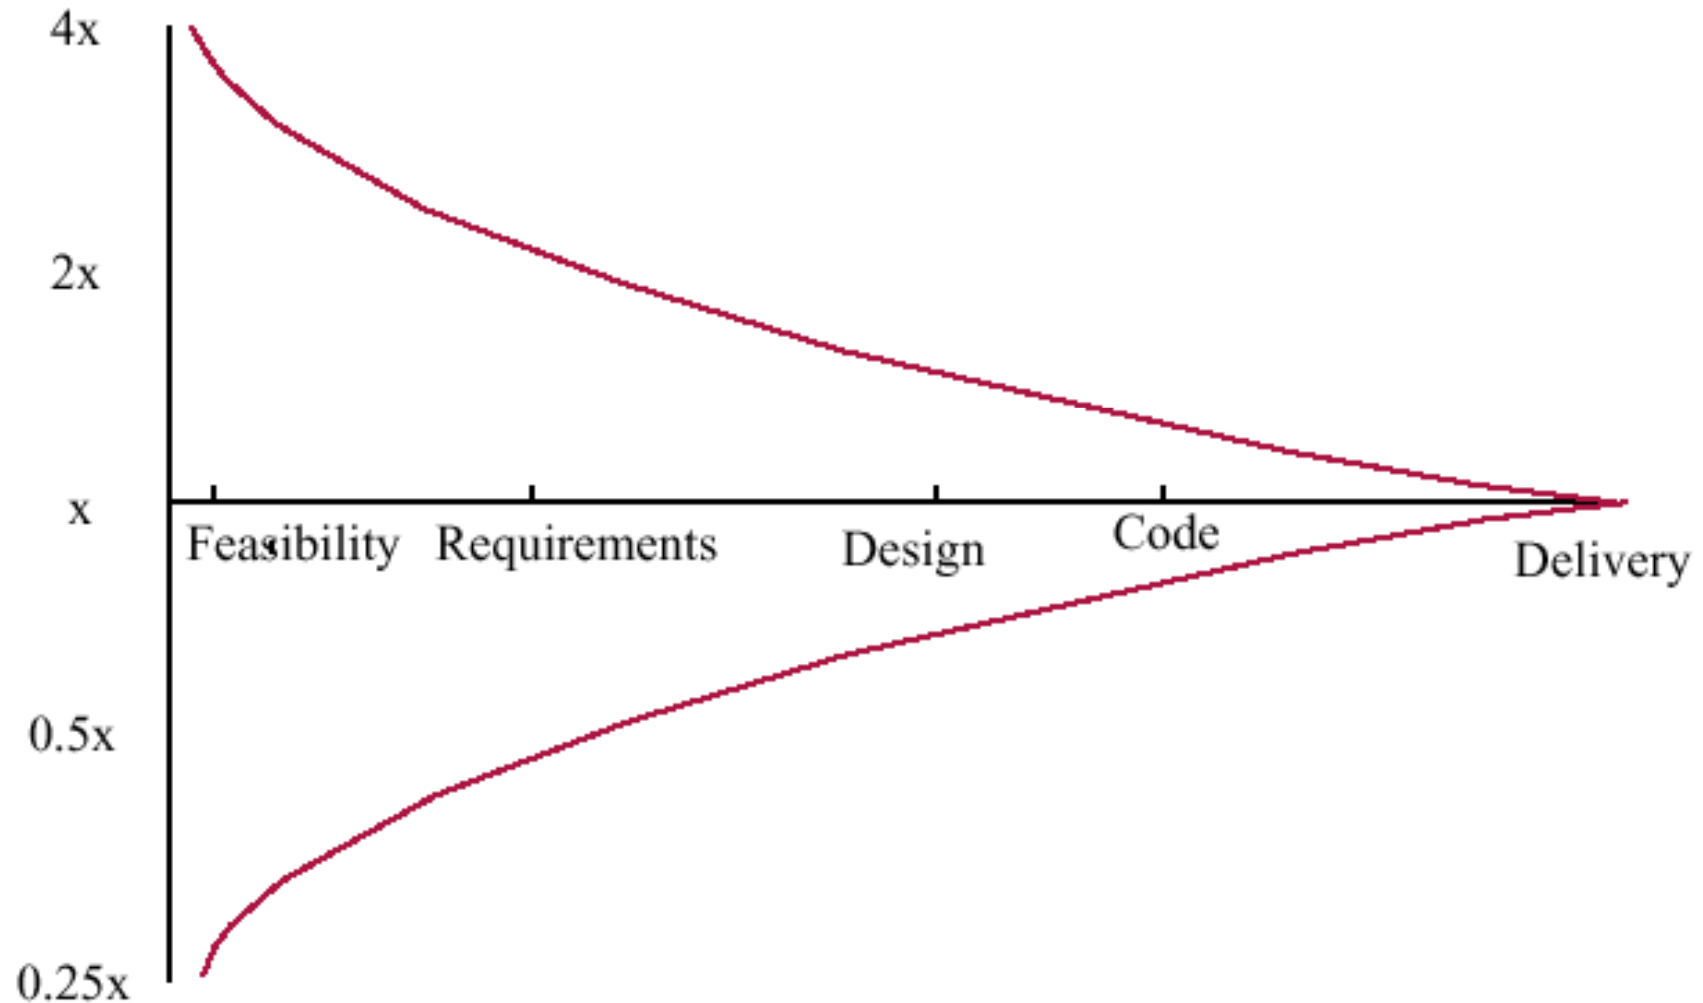 4x
2x
x
Feasibility
Requirements
Design
Code
Delivery
0.5x
0.25x